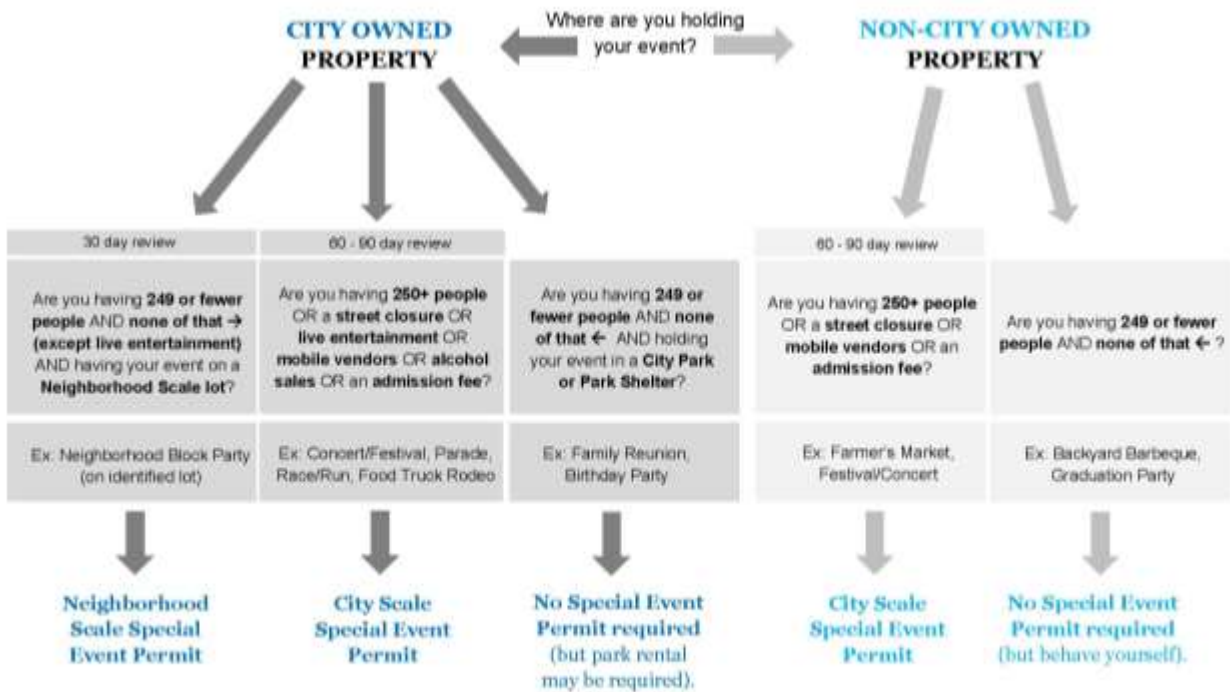 Where are you holding
your event?
CITY OWNED
PROPERTY
NON-CITY OWNED
PROPERTY
30 day review
Are you having 249 or fewer
people AND none of that →
(except live entertainment)
AND having your event on a
Neighborhood Scale lot?
Ex: Neighborhood Block Party
(on identified lot)
Neighborhood
Scale Special
Event Permit
60 - 90 day review
Are you having 250+ people
OR a street closure OR
live entertainment OR
mobile vendors OR alcohol
sales OR an admission fee?
Ex: Concert/Festival, Parade,
Race/Run, Food Truck Rodeo
City Scale
Special Event
Permit
Are you having 249 or
fewer people AND none
of that ← AND holding
your event in a City Park
or Park Shelter?
Ex: Family Reunion,
Birthday Party
No Special Event
Permit required
(but park rental
may be required).
60 - 90 day review
Are you having 250+ people
OR a street closure OR
mobile vendors OR an
admission fee?
Ex: Farmer's Market,
Festival/Concert
City Scale
Special Event
Permit
Are you having 249 or fewer
people AND none of that ← ?
Ex: Backyard Barbeque,
Graduation Party
No Special Event
Permit required
(but behave yourself).